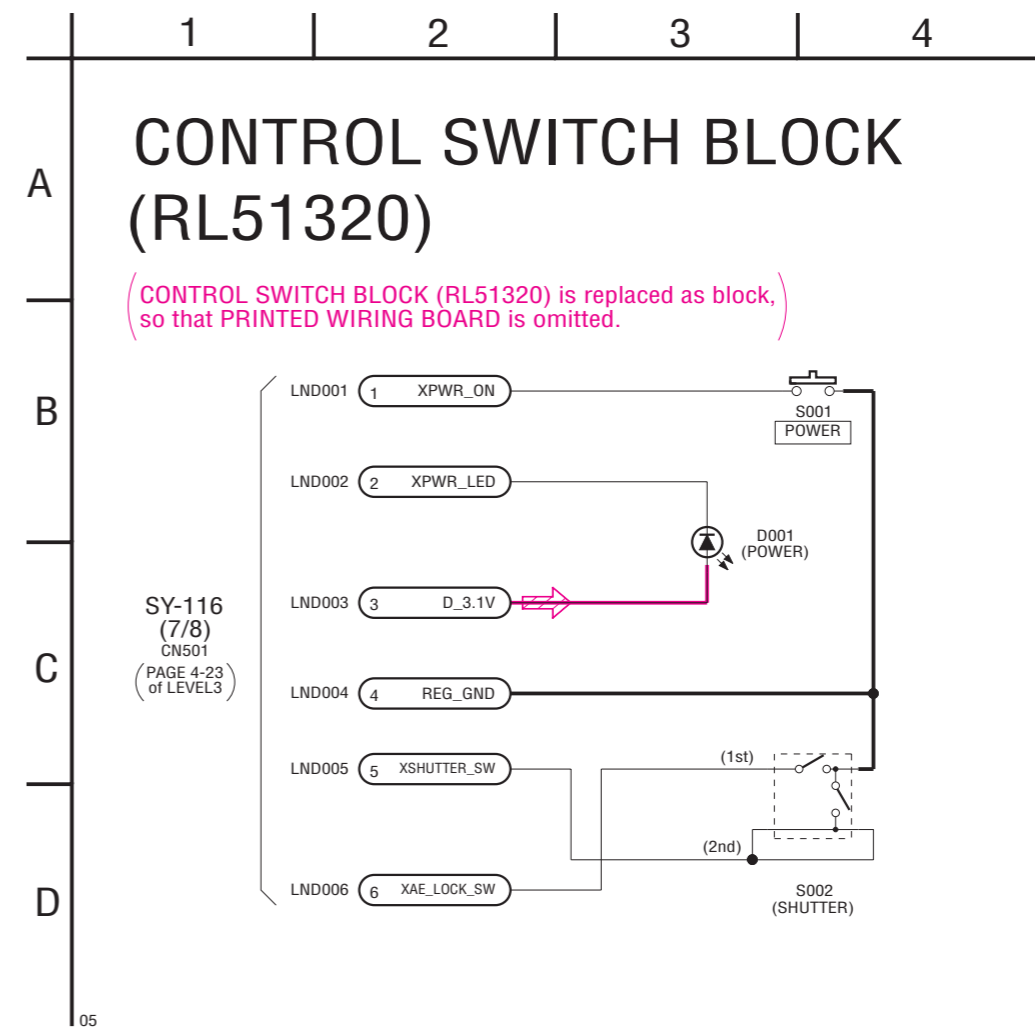 1 2 3 4
CONTROL SWITCH BLOCK
(RL51320)
A
(CONTROL SWITCH BLOCK (RL51320) is replaced as block,
so that PRINTED WIRING BOARD is omitted.)
B
LND001 1 XPWR_ON
S001
POWER
LND002 2 XPWR_LED
D001
(POWER)
LND003 3 D_3.1V
SY-116
(7/8)
CN501
(PAGE 4-23
of LEVEL3)
C
LND004 4 REG_GND
LND005 5 XSHUTTER_SW
(1st)
(2nd)
LND006 6 XAE_LOCK_SW
S002
(SHUTTER)
D
05